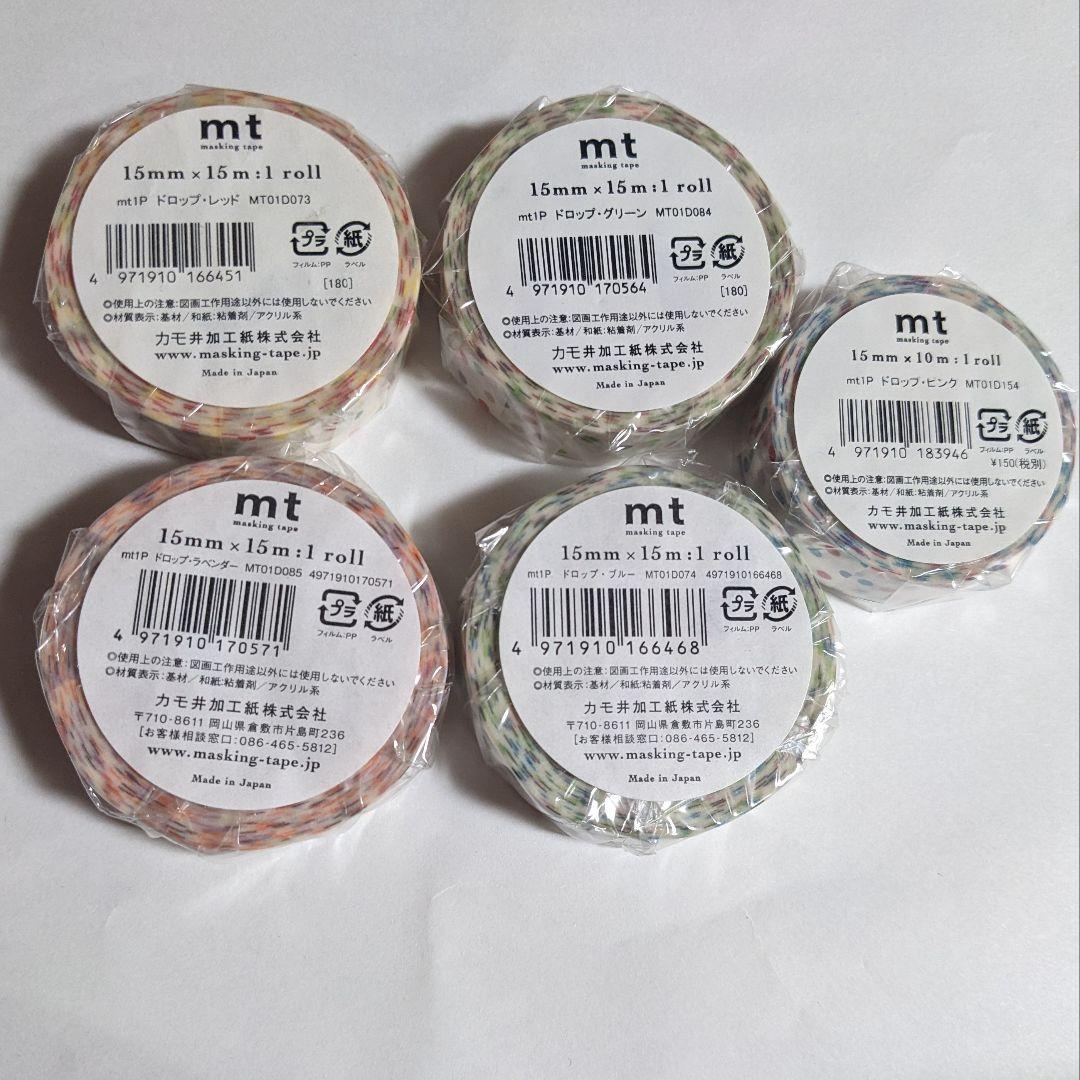 mt
masking tape
15mm×15m:1 roll
mt1P ドロップ・レッド MT01D073
プラ
紙
フィルム:PP
ラベル
4 971910 166451
[180]
◎使用上の注意:図画工作用途以外には使用しないでください
◎材質表示:基材/和紙:粘着剤/アクリル系
カモ井加工紙株式会社
www.masking-tape.jp
Made in Japan
mt
masking tape
15mm×15m:1 roll
mt1P ドロップ・グリーン MT01D084
プラ
紙
フィルム:PP
ラベル
4 971910 170564
[180]
◎使用上の注意:図画工作用途以外には使用しないでください
◎材質表示:基材/和紙:粘着剤/アクリル系
カモ井加工紙株式会社
www.masking-tape.jp
Made in Japan
mt
masking tape
15mm×10m:1 roll
mt1P ドロップ・ピンク MT01D154
プラ
紙
フィルム:PP
ラベル
4 971910 183946
¥150(税別)
◎使用上の注意:図画工作用途以外には使用しないでください
◎材質表示:基材/和紙:粘着剤/アクリル系
カモ井加工紙株式会社
www.masking-tape.jp
Made in Japan
mt
masking tape
15mm×15m:1 roll
mt1P ドロップ・ラベンダー MT01D085 4971910170571
プラ
紙
フィルム:PP
ラベル
4 971910 170571
◎使用上の注意:図画工作用途以外には使用しないでください
◎材質表示:基材/和紙:粘着剤/アクリル系
カモ井加工紙株式会社
〒710-8611 岡山県倉敷市片島町236
[お客様相談窓口:086-465-5812]
www.masking-tape.jp
Made in Japan
mt
masking tape
15mm×15m:1 roll
mt1P ドロップ・ブルー MT01D074 4971910166468
プラ
紙
フィルム:PP
ラベル
4 971910 166468
◎使用上の注意:図画工作用途以外には使用しないでください
◎材質表示:基材/和紙:粘着剤/アクリル系
カモ井加工紙株式会社
〒710-8611 岡山県倉敷市片島町236
[お客様相談窓口:086-465-5812]
www.masking-tape.jp
Made in Japan